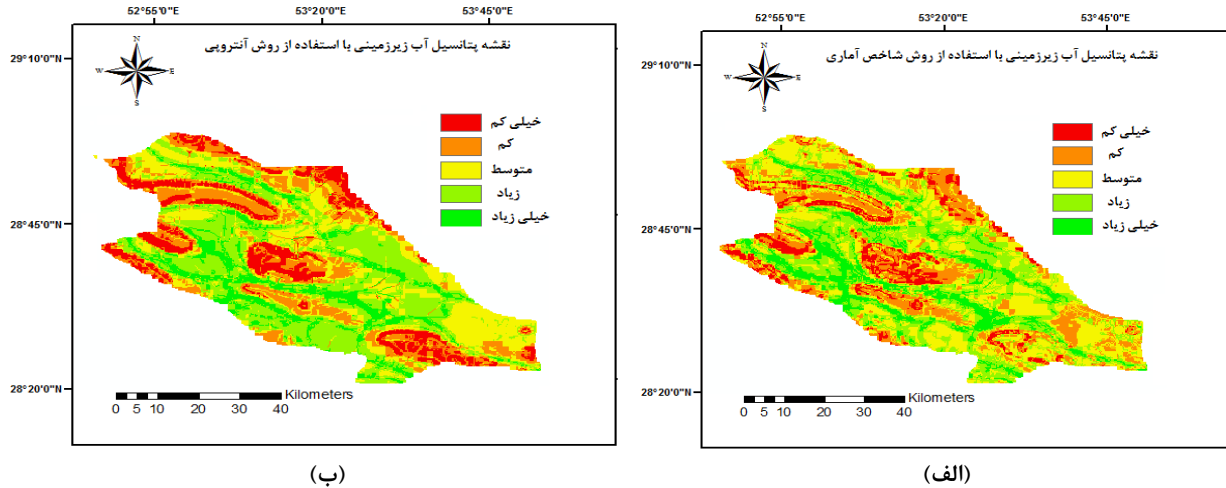 52°55'0"E 53°20'0"E 53°45'0"E
نقشه پتانسیل آب زیرزمینی با استفاده از روش شاخص آماری
29°10'0"N
N
W E
S
خیلی کم
کم
متوسط
زیاد
خیلی زیاد
28°45'0"N
28°20'0"N
Kilometers
0 5 10 20 30 40
(الف)
52°55'0"E 53°20'0"E 53°45'0"E
نقشه پتانسیل آب زیرزمینی با استفاده از روش آنتروپی
29°10'0"N
N
W E
S
خیلی کم
کم
متوسط
زیاد
خیلی زیاد
28°45'0"N
28°20'0"N
Kilometers
0 5 10 20 30 40
(ب)